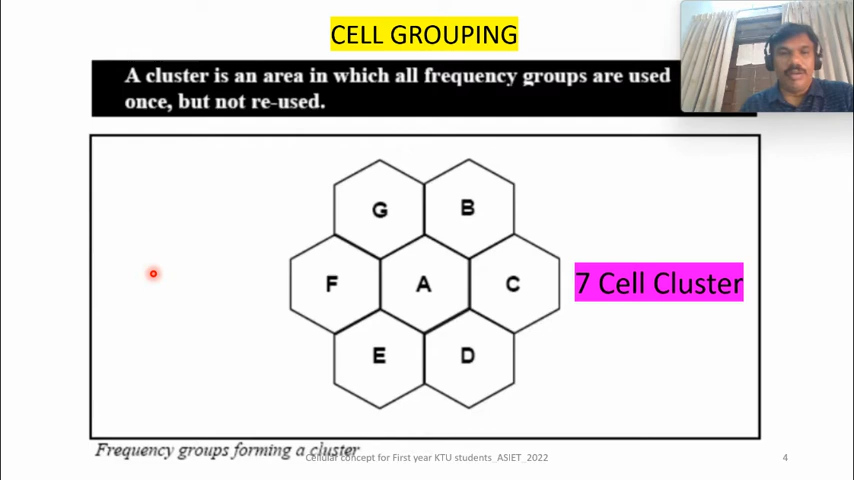 CELL GROUPING
A cluster is an area in which all frequency groups are used
once, but not re-used.
G B
F A C
7 Cell Cluster
E D
Frequency groups forming a cluster
Cellular concept for First year KTU students_ASIET_2022
4